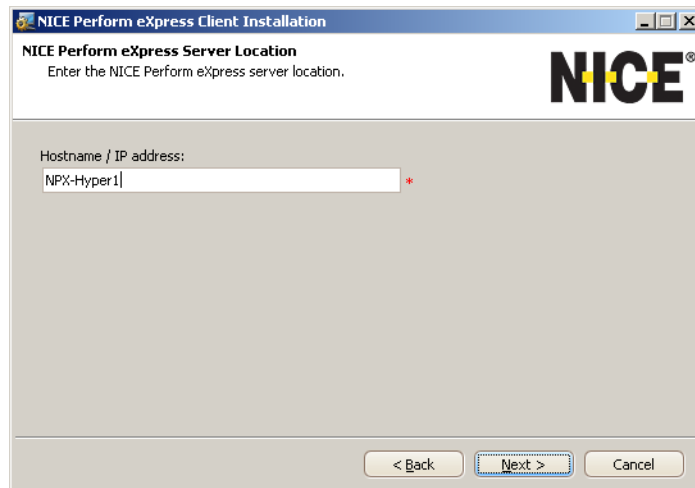 NICE Perform eXpress Client Installation
NICE Perform eXpress Server Location
Enter the NICE Perform eXpress server location.
NICE®
Hostname / IP address:
NPX-Hyper1
*
< Back
Next >
Cancel